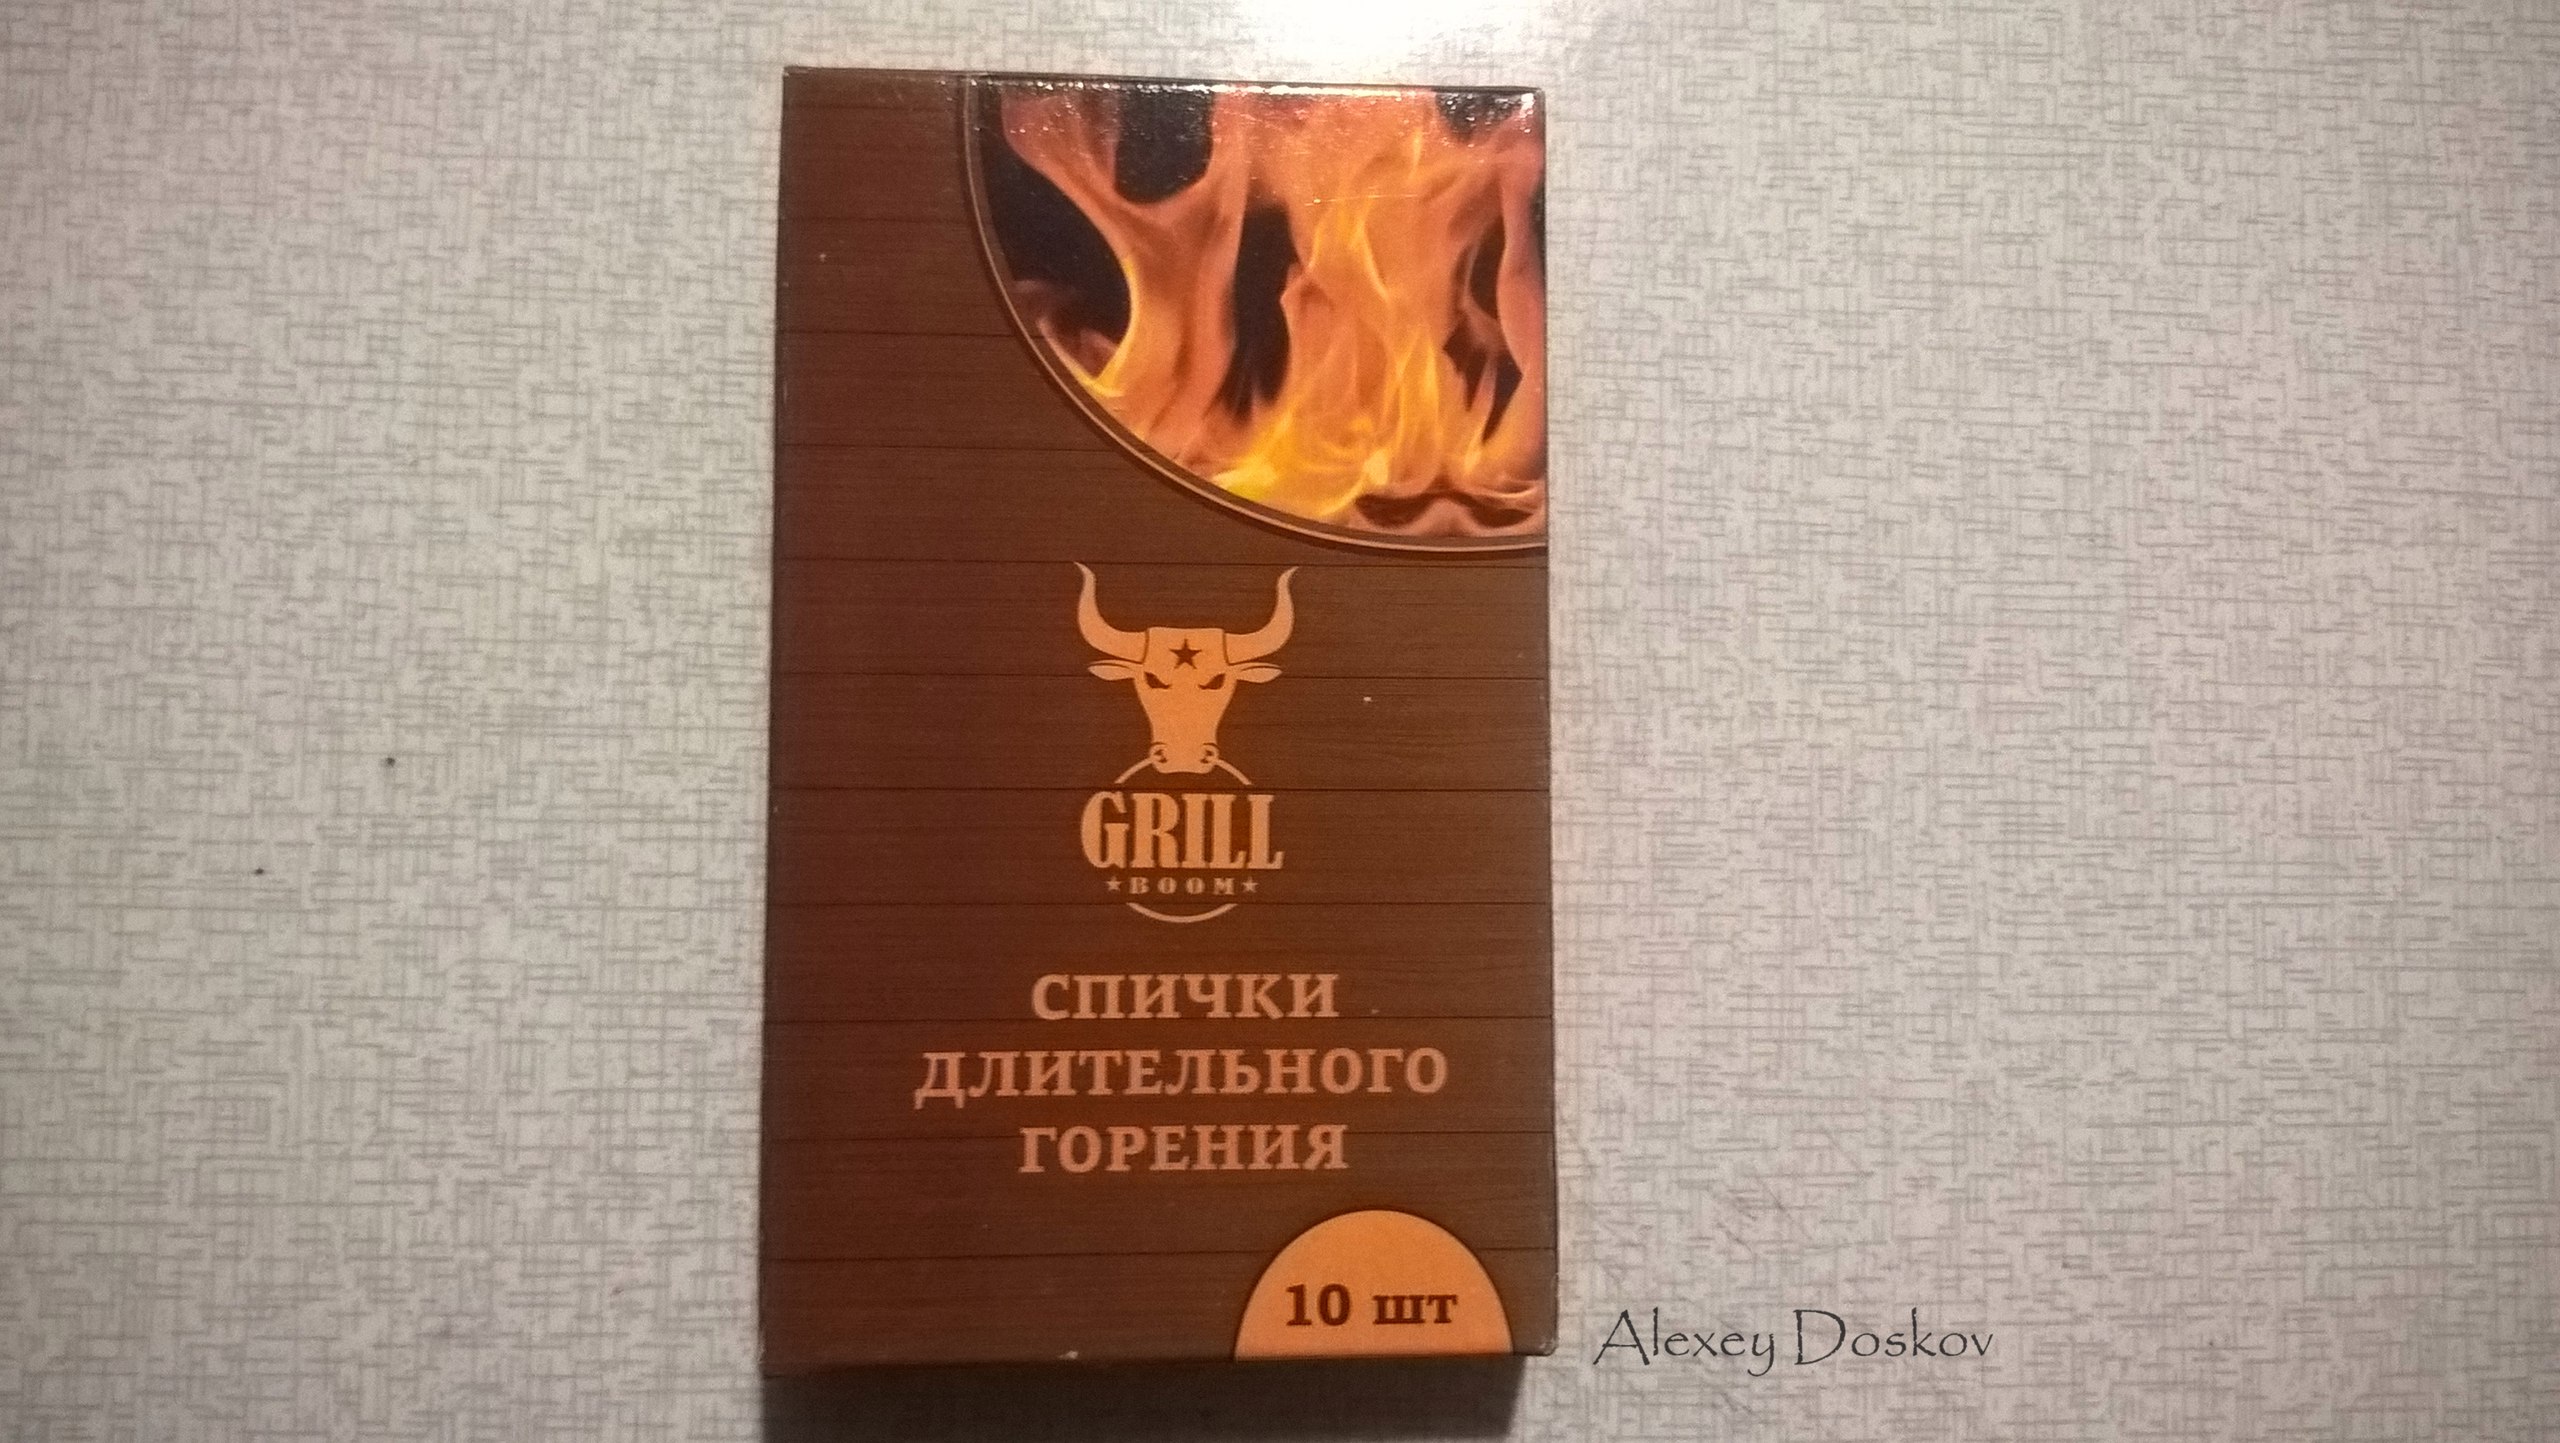 GRILL
★BOOM★
СПИЧКИ
ДЛИТЕЛЬНОГО
ГОРЕНИЯ
10 шт
Alexey Doskov